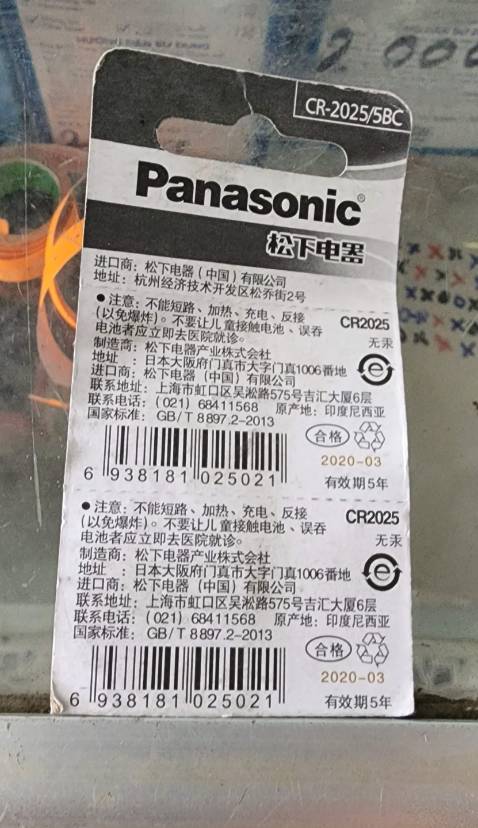 2 000
CR-2025/5BC
Panasonic®
松下电器
进口商：松下电器（中国）有限公司
地址：杭州经济技术开发区松乔街2号
●注意：不能短路、加热、充电、反接
（以免爆炸）。不要让儿童接触电池、误吞
电池者应立即去医院就诊。
CR2025
无汞
制造商：松下电器产业株式会社
地址：日本大阪府门真市大字门真1006番地
进口商：松下电器（中国）有限公司
联系地址：上海市虹口区吴淞路575号吉汇大厦6层
联系电话：（021）68411568 原产地：印度尼西亚
国家标准：GB/T 8897.2-2013
e
合格
2020-03
有效期5年
6 938181 025021
●注意：不能短路、加热、充电、反接
（以免爆炸）。不要让儿童接触电池、误吞
电池者应立即去医院就诊。
CR2025
无汞
制造商：松下电器产业株式会社
地址：日本大阪府门真市大字门真1006番地
进口商：松下电器（中国）有限公司
联系地址：上海市虹口区吴淞路575号吉汇大厦6层
联系电话：（021）68411568 原产地：印度尼西亚
国家标准：GB/T 8897.2-2013
e
合格
2020-03
有效期5年
6 938181 025021